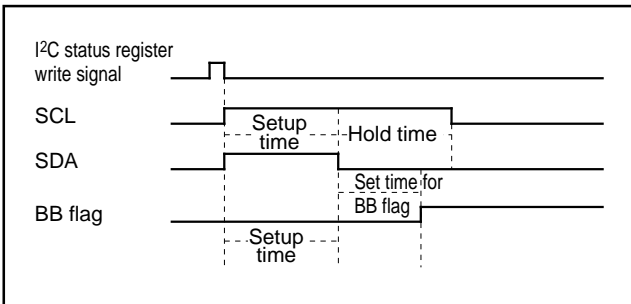 I²C status register
write signal
SCL
Setup
time
Hold time
SDA
Set time for
BB flag
BB flag
Setup
time